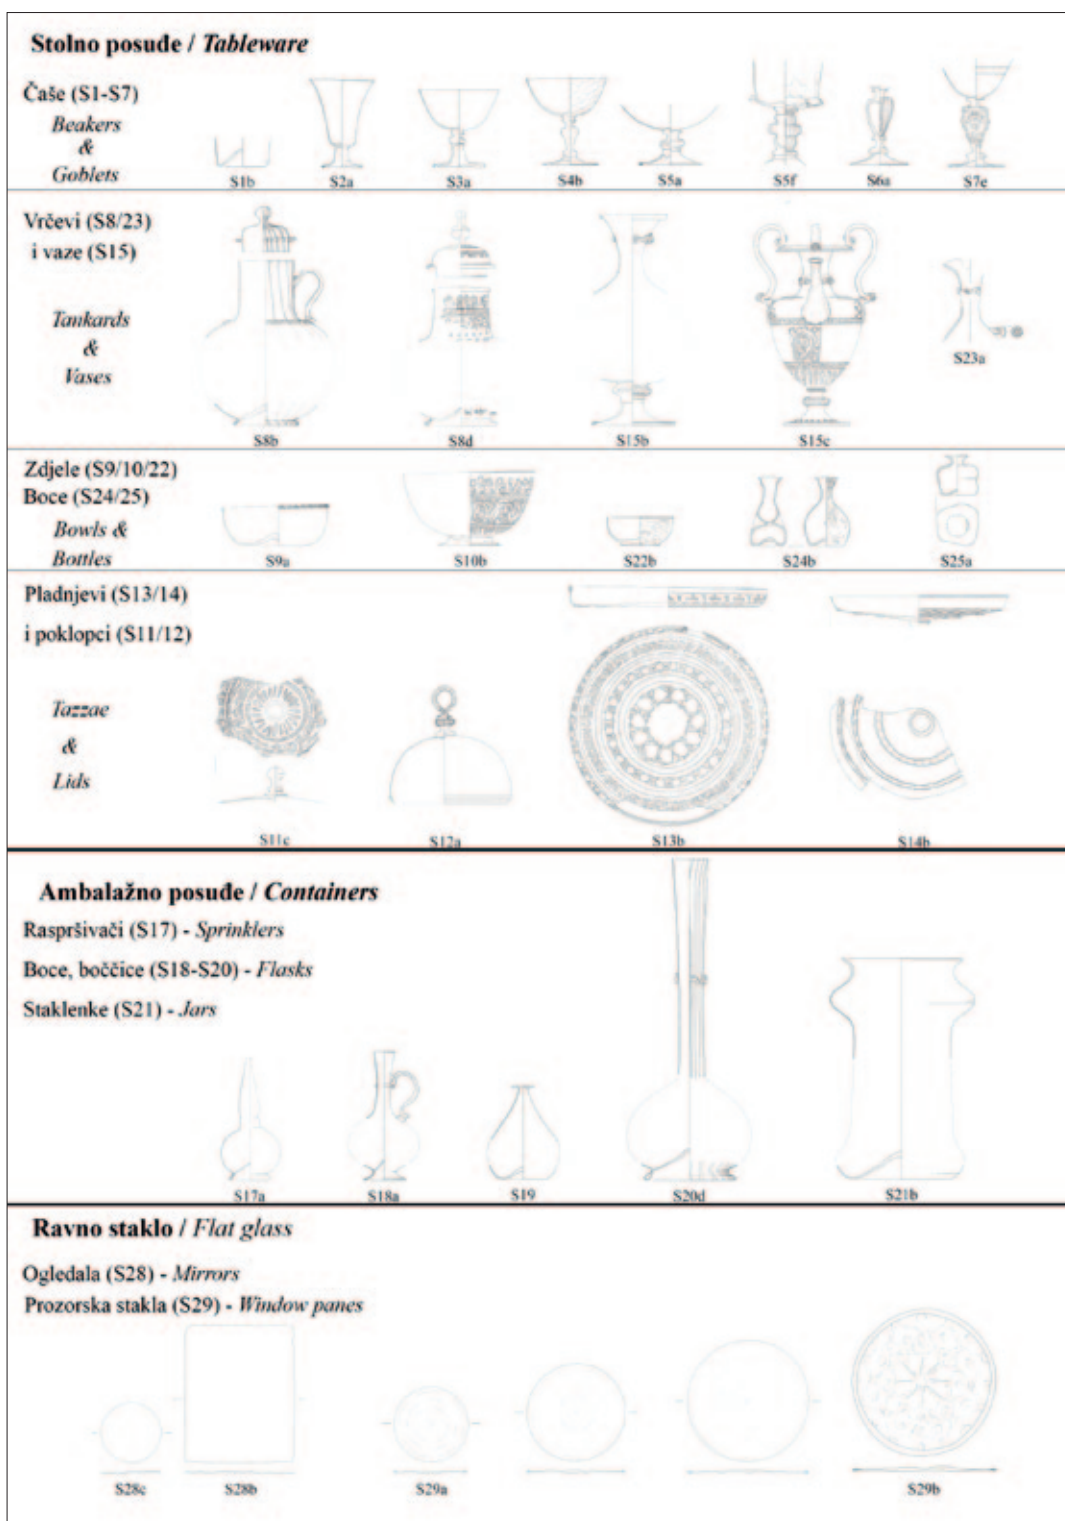 Stolno posuđe / Tableware
Čaše (S1-S7)
Beakers
&
Goblets
S1b S2a S3a S4b S5a S5f S6a S7e
Vrčevi (S8/23)
i vaze (S15)
Tankards
&
Vases
S23a
S8b S8d S15b S15c
Zdjele (S9/10/22)
Boce (S24/25)
Bowls &
Bottles
S9a S10b S22b S24b S25a
Pladnjevi (S13/14)
i poklopci (S11/12)
Tazzae
&
Lids
S11c S12a S13b S14b
Ambalažno posuđe / Containers
Raspršivači (S17) - Sprinklers
Boce, boččice (S18-S20) - Flasks
Staklenke (S21) - Jars
S17a S18a S19 S20d S21b
Ravno staklo / Flat glass
Ogledala (S28) - Mirrors
Prozorska stakla (S29) - Window panes
S28c S28b S29a S29b